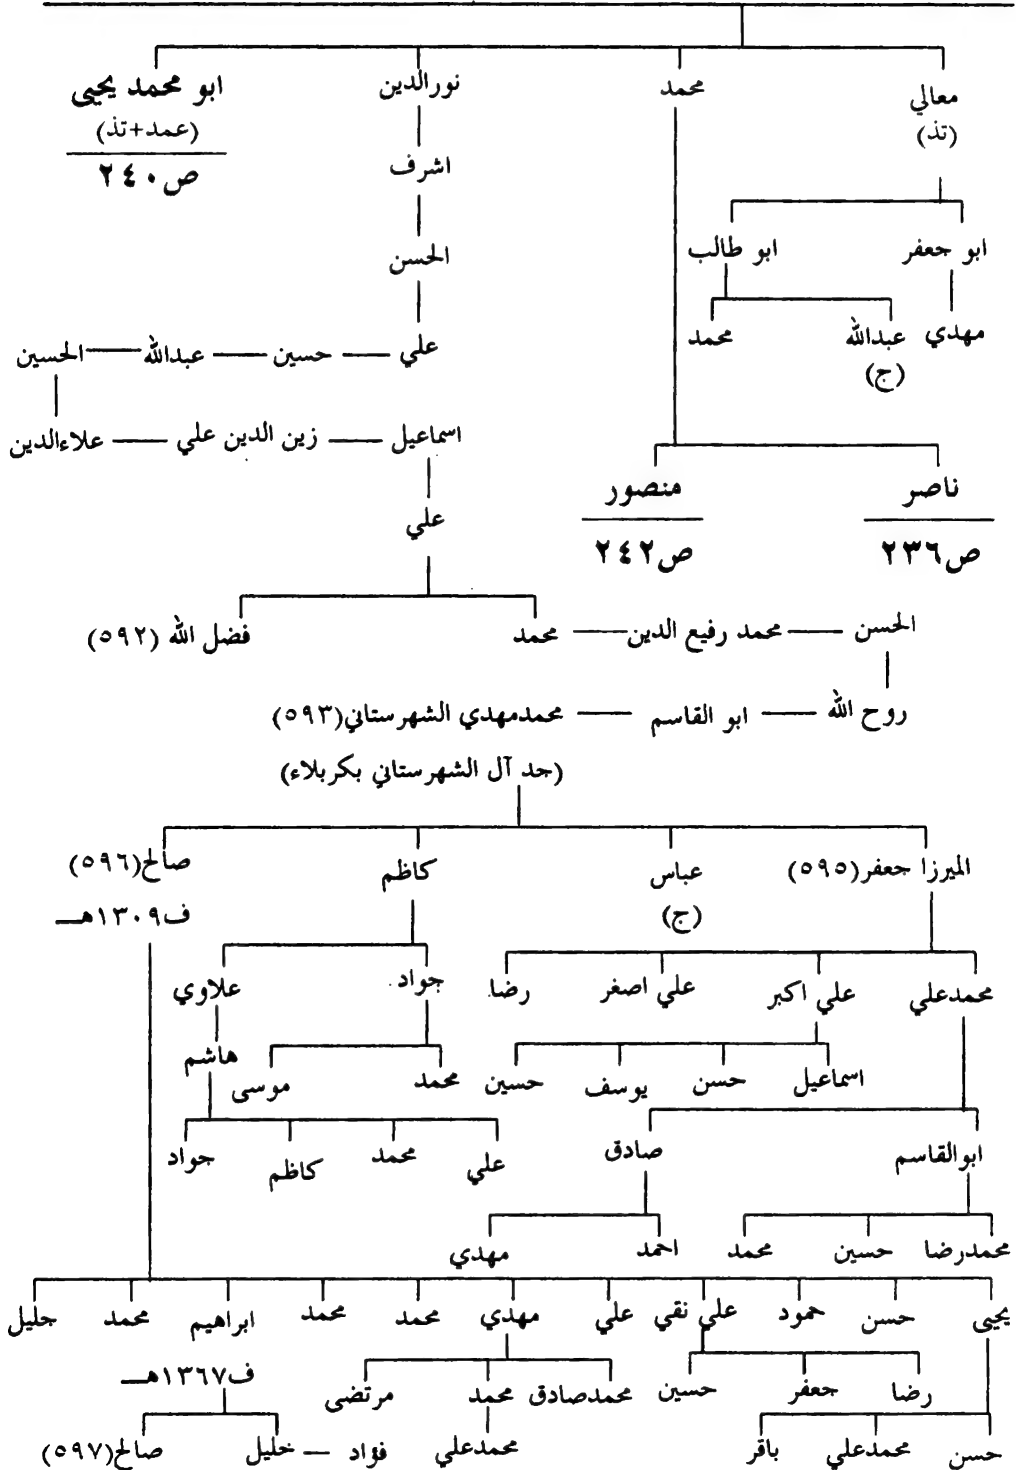 معالي محمد نورالدين ابو محمد يحيى
(تذ) (عمد+تذ)
ص٢٤٠
اشرف
ابو جعفر ابو طالب الحسن
مهدي عبدالله محمد
(ج)
علي حسين عبدالله الحسين
اسماعيل زين الدين علي علاءالدين
ناصر منصور
علي
ص٢٣٦ ص٢٤٢
الحسن محمد رفيع الدين محمد فضل الله (٥٩٢)
روح الله ابو القاسم محمدمهدي الشهرستاني(٥٩٣)
(جد آل الشهرستاني بكربلاء)
الميرزا جعفر(٥٩٥) عباس كاظم صالح(٥٩٦)
(ج) ف١٣٠٩هـ
محمدعلي علي اكبر علي اصغر رضا جواد علاوي
هاشم
اسماعيل حسن يوسف حسين محمد موسى
ابوالقاسم صادق علي محمد كاظم جواد
محمدرضا حسين محمد احمد مهدي
يحيى حسن حمود علي نقي علي مهدي محمد محمد ابراهيم محمد جليل
ف١٣٦٧هـ
رضا جعفر حسين محمدصادق محمد مرتضى
حسن محمدعلي باقر محمدعلي فؤاد خليل صالح(٥٩٧)